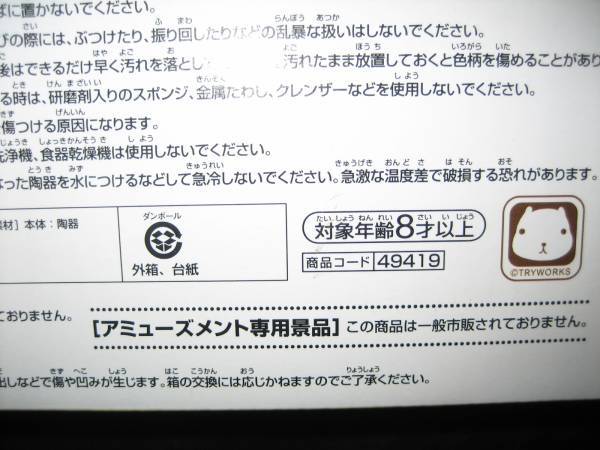 ばに置かないでください。
びの際には、ぶつけたり、振り回したりなどの乱暴な扱いはしないでください。
後はできるだけ早く汚れを落とし 汚れたまま放置しておくと色柄を傷めることがあり
る時は、研磨剤入りのスポンジ、金属たわし、クレンザーなどを使用しないでください。
を傷つける原因になります。
洗浄機、食器乾燥機は使用しないでください。
なった陶器を水につけるなどして急冷しないでください。急激な温度差で破損する恐れがあります。
素材］本体：陶器
ダンボール
外箱、台紙
対象年齢8才以上
商品コード 49419
©TRYWORKS
ておりません。
［アミューズメント専用景品］この商品は一般市販されておりません。
出しなどで傷や凹みが生じます。箱の交換には応じかねますのでご了承ください。